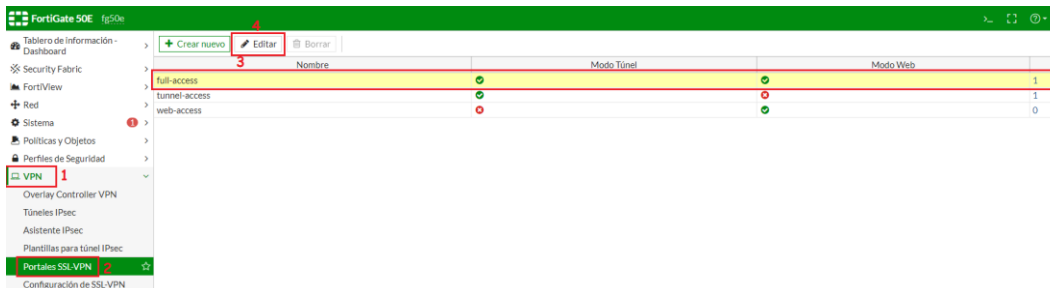 FortiGate 50E fg50e
Tablero de información - Dashboard
Security Fabric
FortiView
Red
Sistema 1
Políticas y Objetos
Perfiles de Seguridad
VPN 1
Overlay Controller VPN
Túneles IPsec
Asistente IPsec
Plantillas para túnel IPsec
Portales SSL-VPN 2
Configuración de SSL-VPN
4
+ Crear nuevo Editar Borrar
3
Nombre Modo Túnel Modo Web
full-access 1
tunnel-access 1
web-access 0